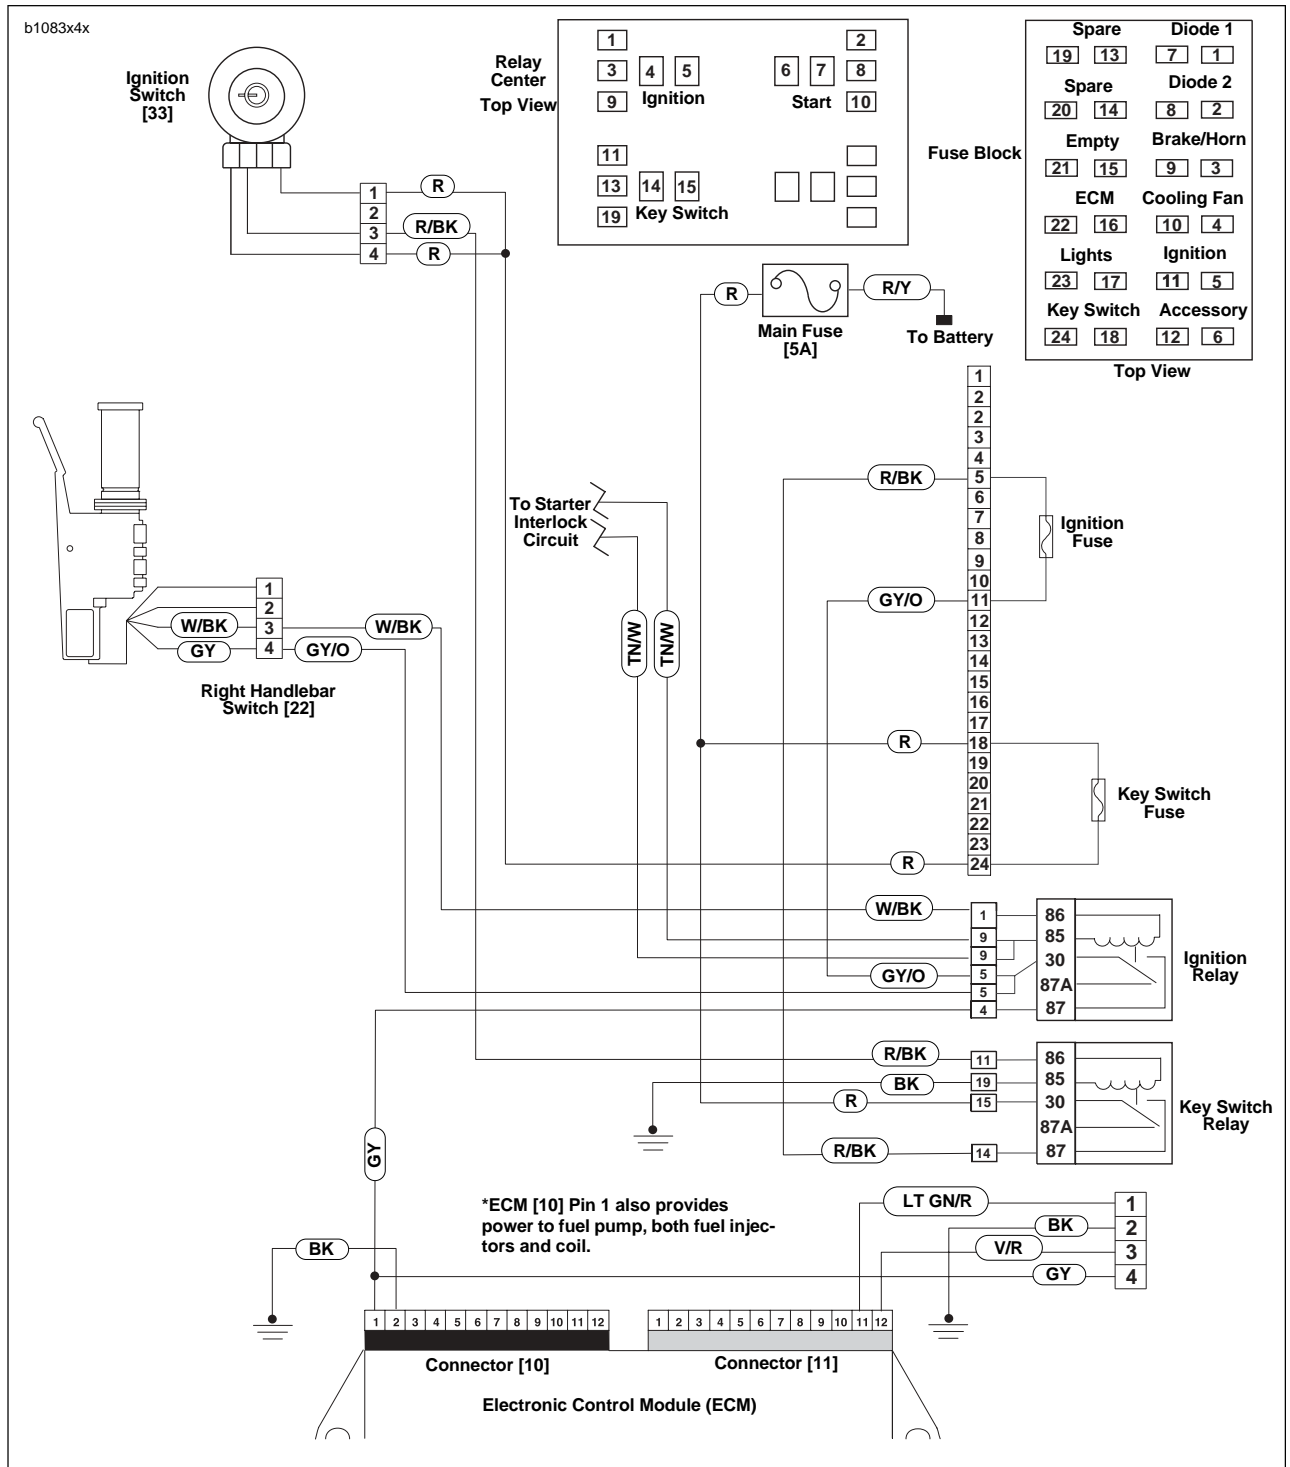 b1083x4x
Ignition
Switch
[33]
1
2
3
4
R
R/BK
R
Relay
Center
Top View
1
3
9
4
5
Ignition
6
7
Start
2
8
10
11
13
19
14
15
Key Switch
Fuse Block
Spare
Diode 1
19
13
7
1
Spare
Diode 2
20
14
8
2
Empty
Brake/Horn
21
15
9
3
ECM
Cooling Fan
22
16
10
4
Lights
Ignition
23
17
11
5
Key Switch
Accessory
24
18
12
6
Top View
R
Main Fuse
[5A]
R/Y
To Battery
1
2
2
3
4
5
6
7
8
9
10
11
12
13
14
15
16
17
18
19
20
21
22
23
24
R/BK
Ignition
Fuse
GY/O
R
Key Switch
Fuse
R
To Starter
Interlock
Circuit
TN/W
TN/W
1
2
3
4
W/BK
GY
W/BK
GY/O
Right Handlebar
Switch [22]
W/BK
GY/O
1
9
9
5
5
4
86
85
30
87A
87
Ignition
Relay
R/BK
BK
R
R/BK
11
19
15
14
86
85
30
87A
87
Key Switch
Relay
GY
*ECM [10] Pin 1 also provides
power to fuel pump, both fuel injec-
tors and coil.
LT GN/R
BK
V/R
GY
1
2
3
4
BK
1 2 3 4 5 6 7 8 9 10 11 12
1 2 3 4 5 6 7 8 9 10 11 12
Connector [10]
Connector [11]
Electronic Control Module (ECM)